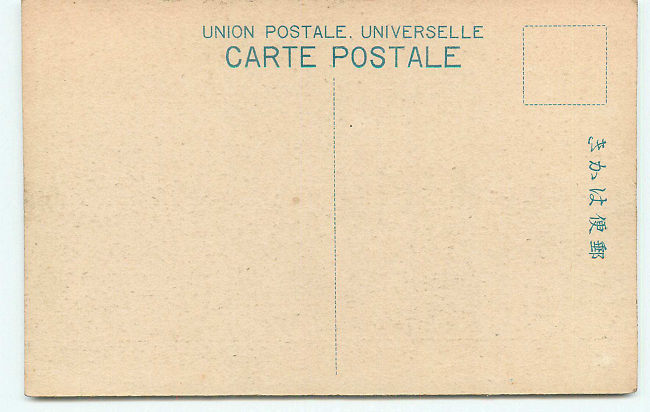 UNION POSTALE. UNIVERSELLE
CARTE POSTALE
郵便はかき